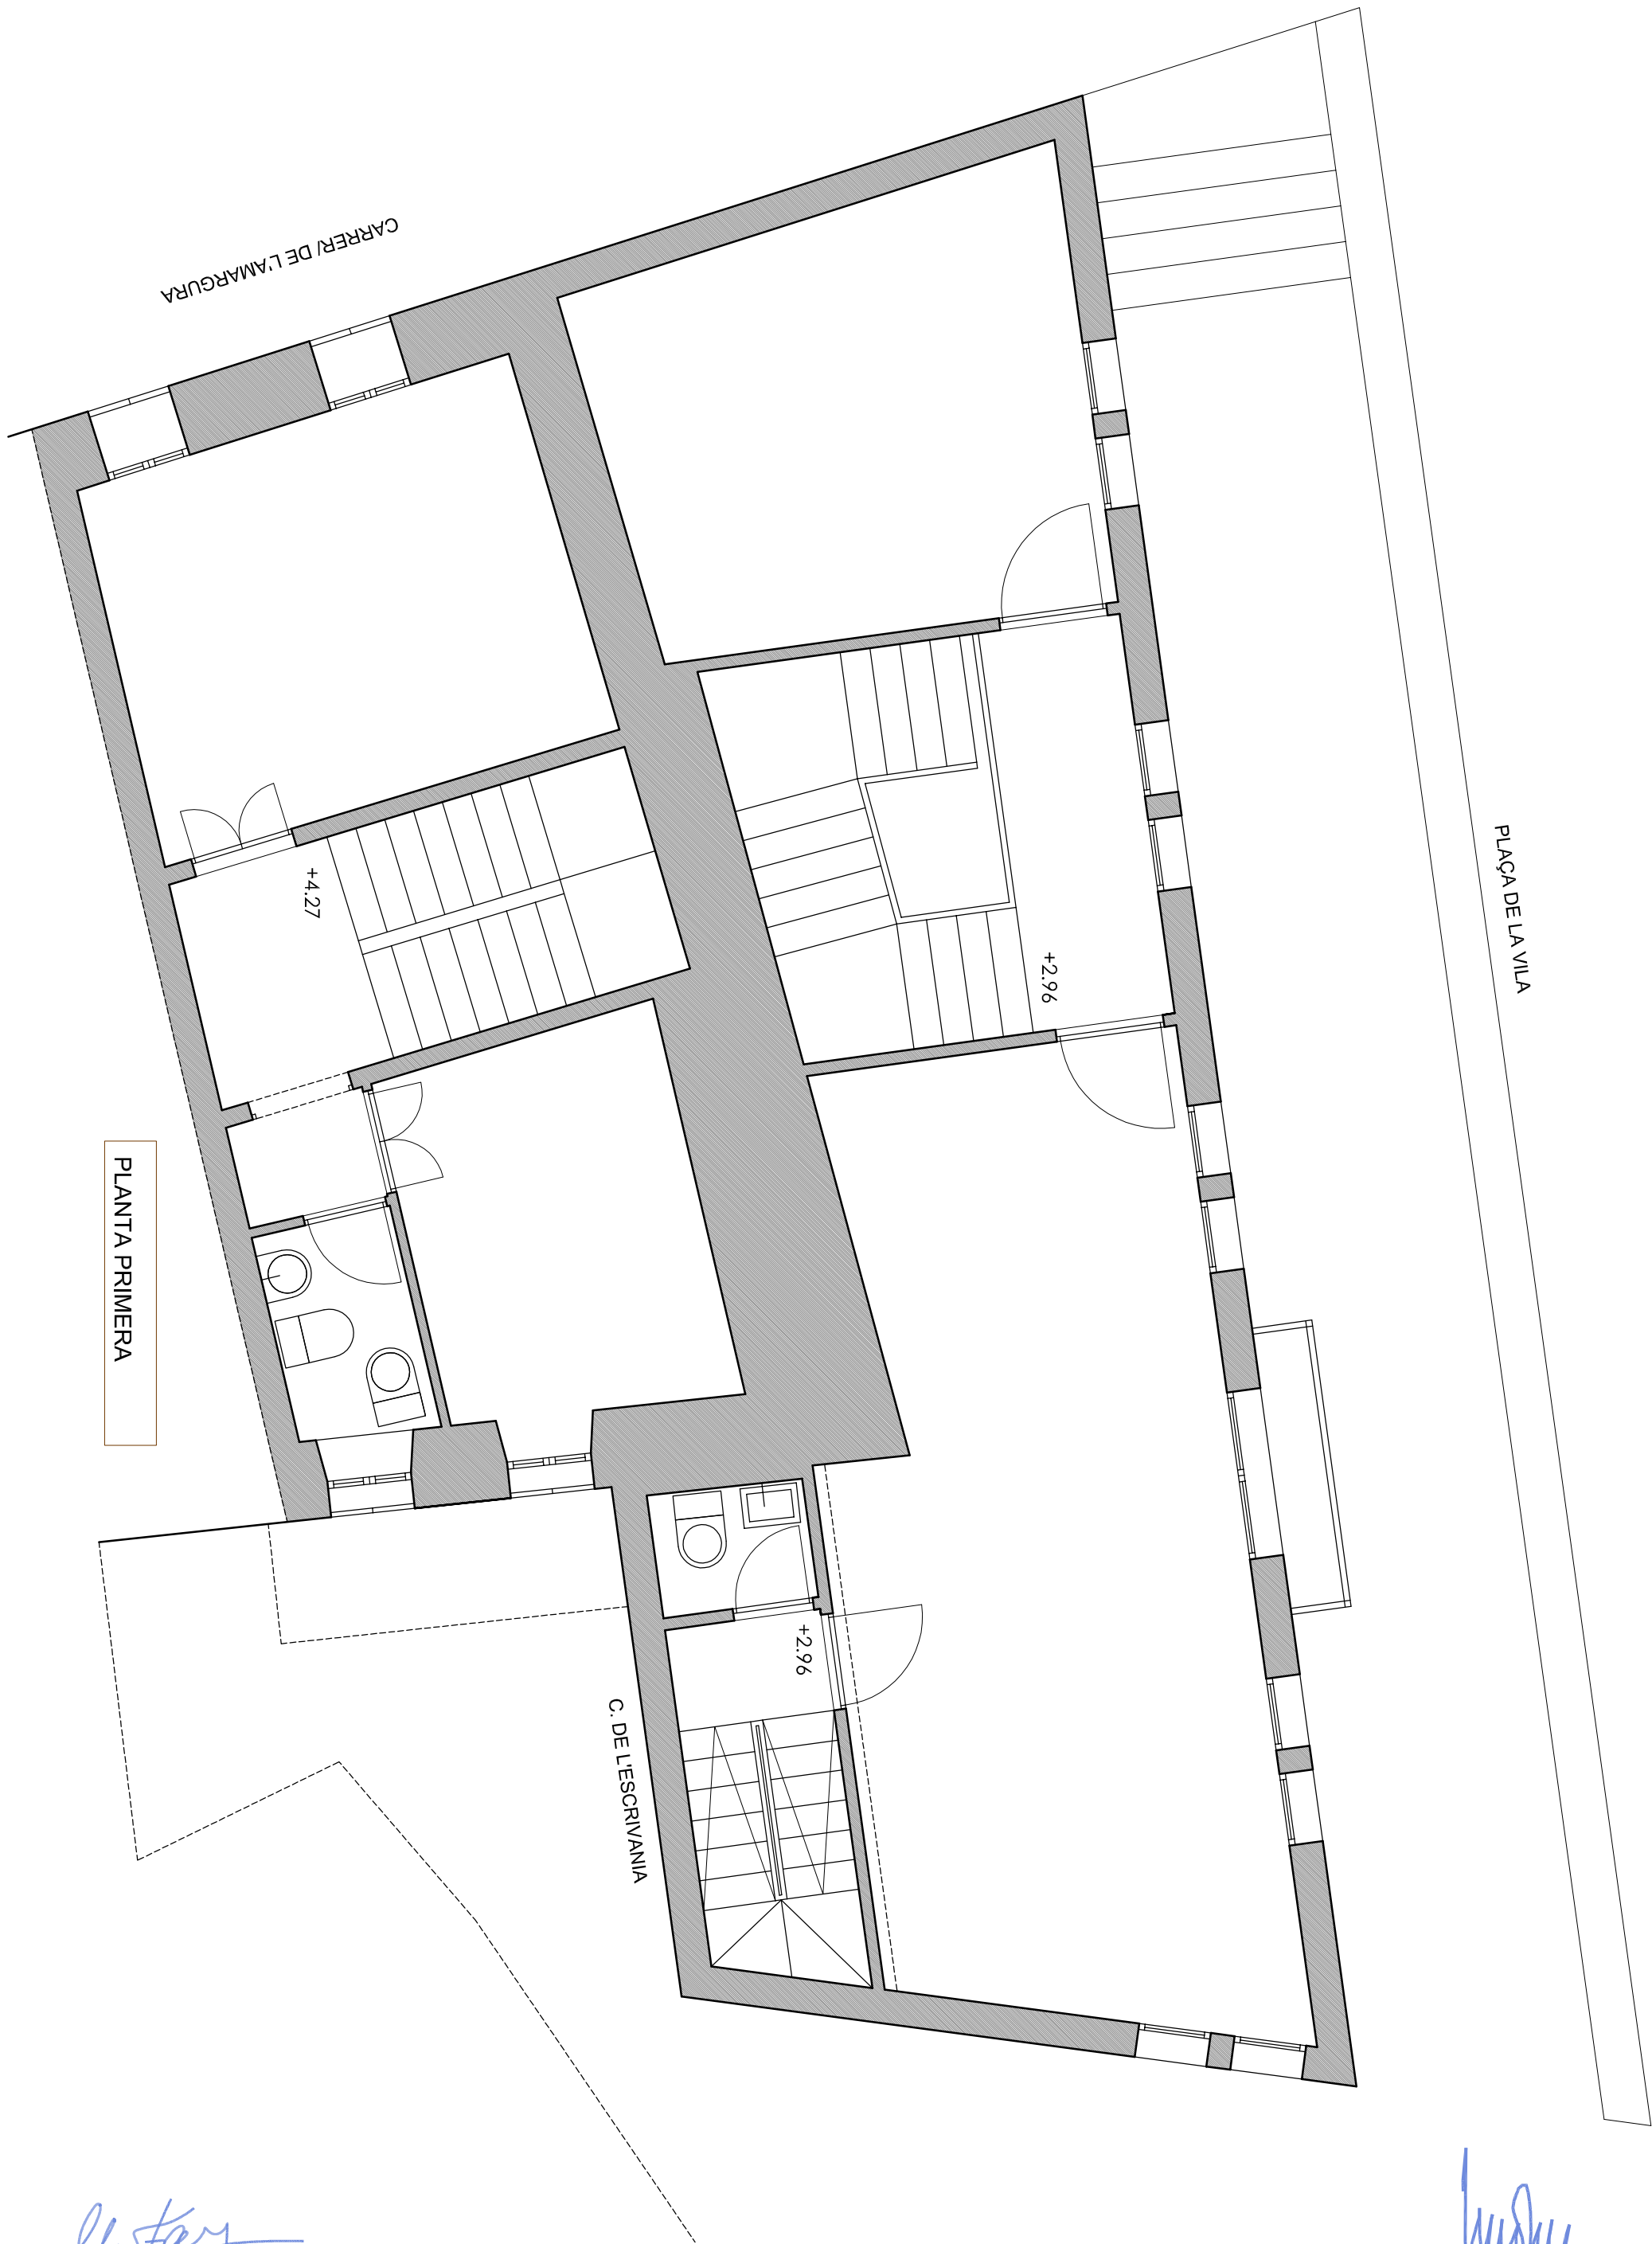 CARRER/ DE L'AMARGURA
PLAÇA DE LA VILA
+4.27
+2.96
PLANTA PRIMERA
+2.96
C. DE L'ESCRIVANIA